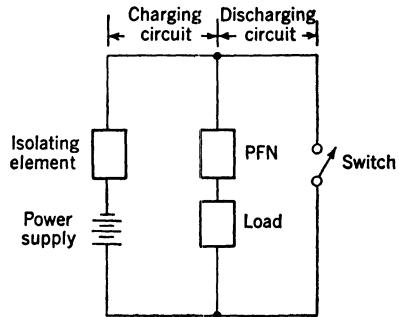 Charging
circuit
Discharging
circuit
Isolating
element
PFN
Switch
Power
supply
Load